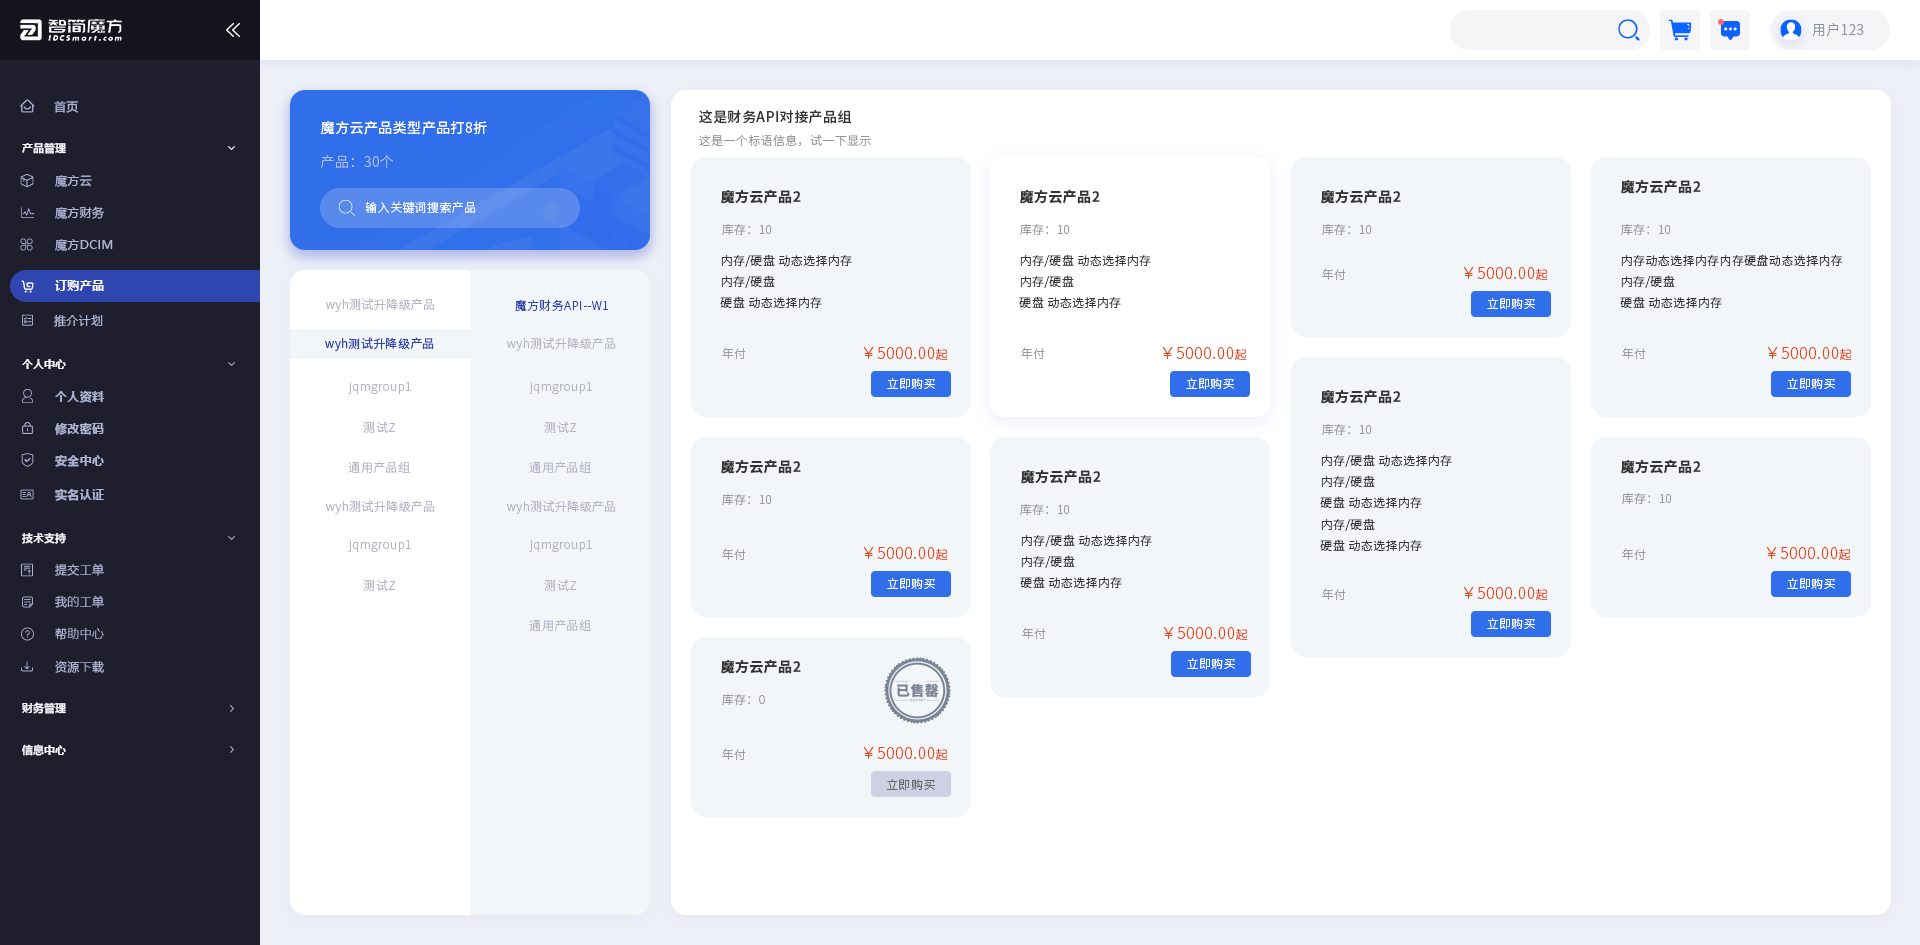 智简魔方
IDCSmart.com
用户123
首页
产品管理
魔方云
魔方财务
魔方DCIM
订购产品
推介计划
个人中心
个人资料
修改密码
安全中心
实名认证
技术支持
提交工单
我的工单
帮助中心
资源下载
财务管理
信息中心
魔方云产品类型产品打8折
产品：30个
输入关键词搜索产品
wyh测试升降级产品
wyh测试升降级产品
jqmgroup1
测试Z
通用产品组
wyh测试升降级产品
jqmgroup1
测试Z
魔方财务API--W1
wyh测试升降级产品
jqmgroup1
测试Z
通用产品组
wyh测试升降级产品
jqmgroup1
测试Z
通用产品组
这是财务API对接产品组
这是一个标语信息，试一下显示
魔方云产品2
库存：10
内存/硬盘 动态选择内存
内存/硬盘
硬盘 动态选择内存
年付
￥5000.00起
立即购买
魔方云产品2
库存：10
内存/硬盘 动态选择内存
内存/硬盘
硬盘 动态选择内存
年付
￥5000.00起
立即购买
魔方云产品2
库存：10
年付
￥5000.00起
立即购买
魔方云产品2
库存：10
内存动态选择内存内存硬盘动态选择内存
内存/硬盘
硬盘 动态选择内存
年付
￥5000.00起
立即购买
魔方云产品2
库存：10
年付
￥5000.00起
立即购买
魔方云产品2
库存：10
内存/硬盘 动态选择内存
内存/硬盘
硬盘 动态选择内存
年付
￥5000.00起
立即购买
魔方云产品2
库存：10
内存/硬盘 动态选择内存
内存/硬盘
硬盘 动态选择内存
内存/硬盘
硬盘 动态选择内存
年付
￥5000.00起
立即购买
魔方云产品2
库存：10
年付
￥5000.00起
立即购买
魔方云产品2
库存：0
已售罄
年付
￥5000.00起
立即购买